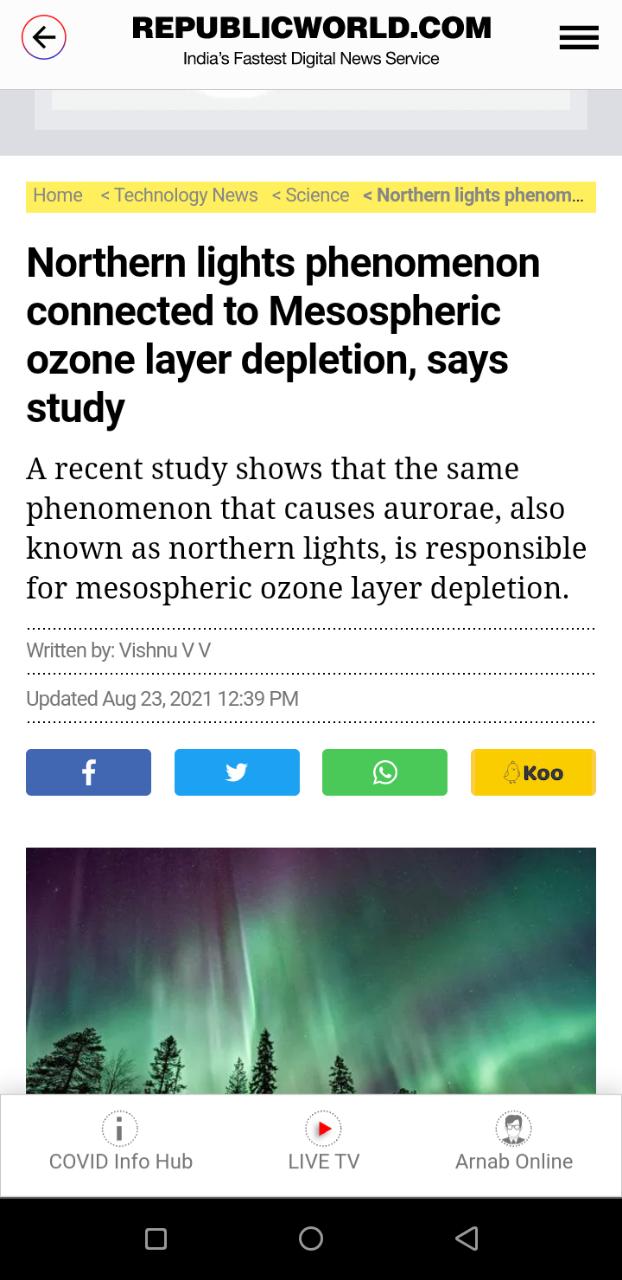 REPUBLICWORLD.COM
India's Fastest Digital News Service
Home < Technology News < Science < Northern lights phenom...
Northern lights phenomenon
connected to Mesospheric
ozone layer depletion, says
study
A recent study shows that the same
phenomenon that causes aurorae, also
known as northern lights, is responsible
for mesospheric ozone layer depletion.
Written by: Vishnu V V
Updated Aug 23, 2021 12:39 PM
Koo
COVID Info Hub LIVE TV Arnab Online